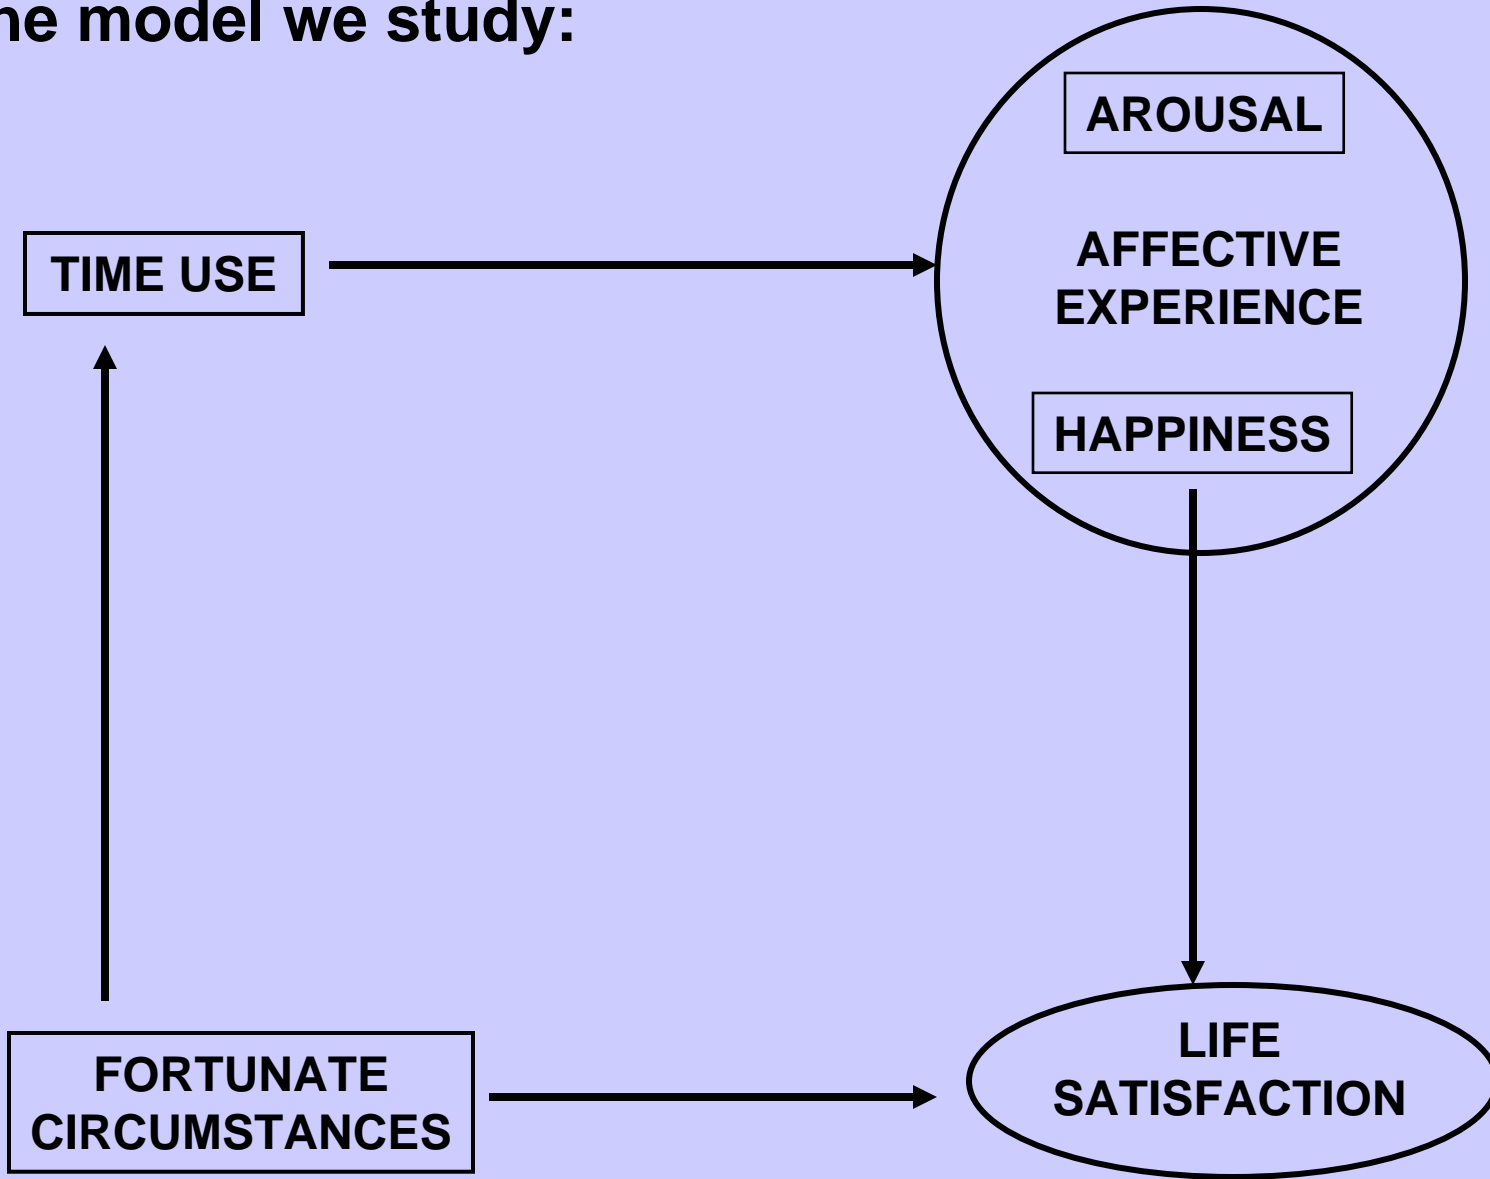 he model we study:
AROUSAL
AFFECTIVE
EXPERIENCE
TIME USE
HAPPINESS
LIFE
SATISFACTION
FORTUNATE
CIRCUMSTANCES